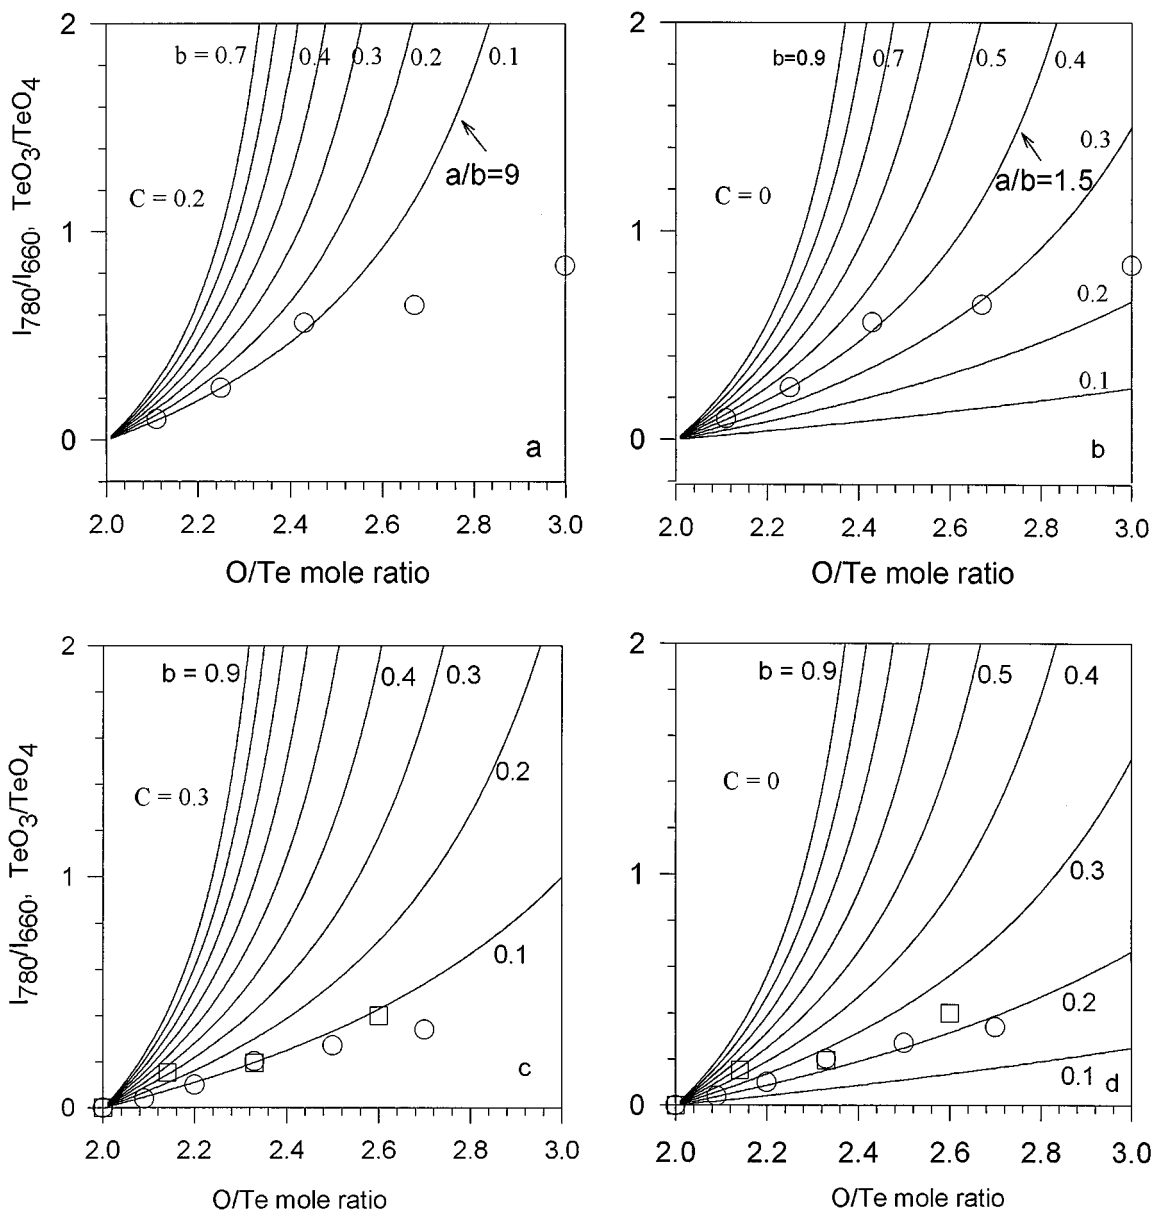 2
1
0
I780/I660, TeO3/TeO4
b = 0.7
0.4
0.3
0.2
0.1
a/b=9
C = 0.2
a
2.0
2.2
2.4
2.6
2.8
3.0
O/Te mole ratio
2
1
0
b=0.9
0.7
0.5
0.4
0.3
a/b=1.5
C = 0
0.2
0.1
b
2.0
2.2
2.4
2.6
2.8
3.0
O/Te mole ratio
2
1
0
I780/I660, TeO3/TeO4
b = 0.9
0.4
0.3
0.2
C = 0.3
0.1
c
2.0
2.2
2.4
2.6
2.8
3.0
O/Te mole ratio
2
1
0
b = 0.9
0.5
0.4
C = 0
0.3
0.2
0.1
d
2.0
2.2
2.4
2.6
2.8
3.0
O/Te mole ratio